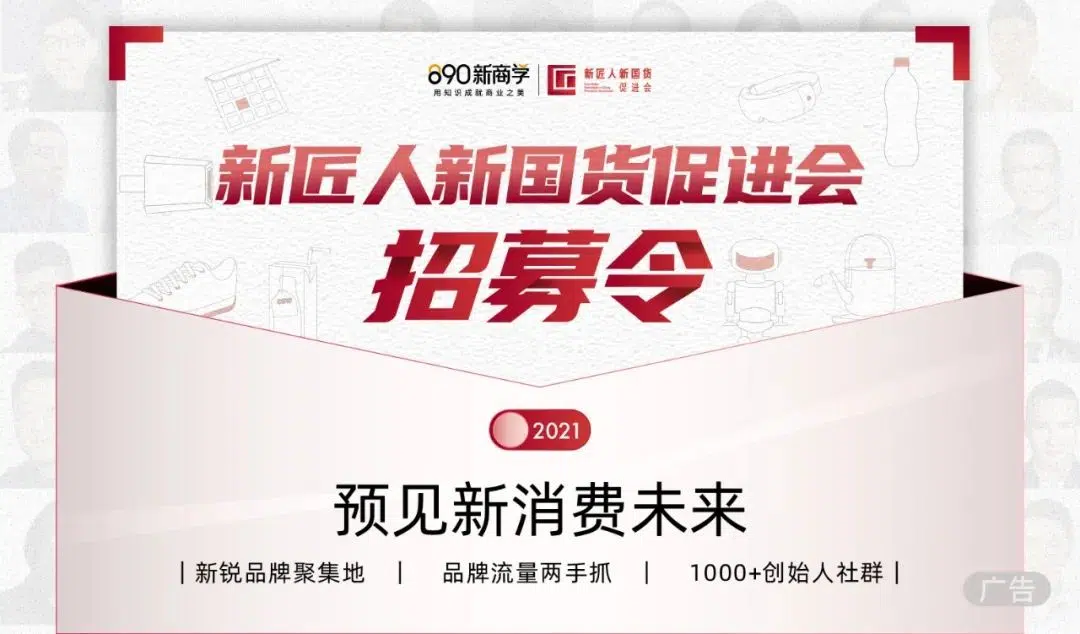 890新商学
用知识成就商业之美
新匠人新国货
促进会
新匠人新国货促进会
招募令
2021
预见新消费未来
|新锐品牌聚集地 | 品牌流量两手抓 | 1000+创始人社群|
广告